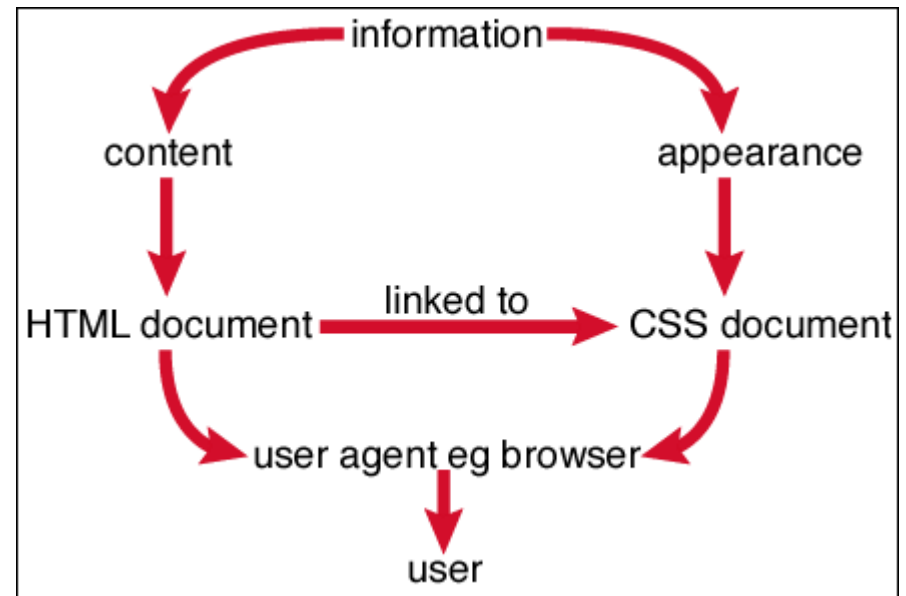 information
content
appearance
linked to
HTML document
CSS document
user agent eg browser
user